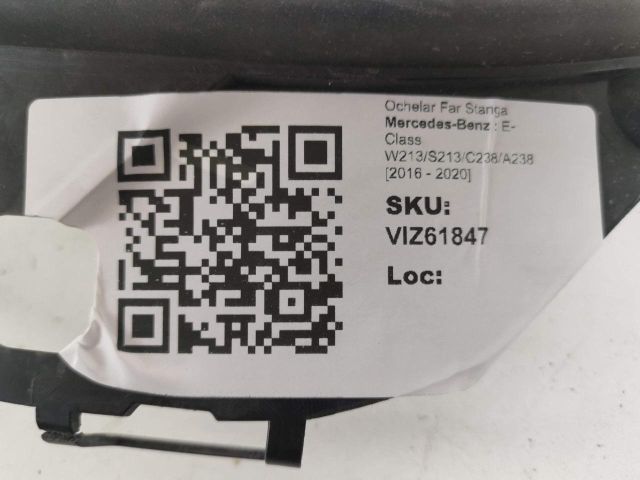 Ochelar Far Stanga
Mercedes-Benz : E-
Class
W213/S213/C238/A238
[2016 - 2020]
SKU:
VIZ61847
Loc: